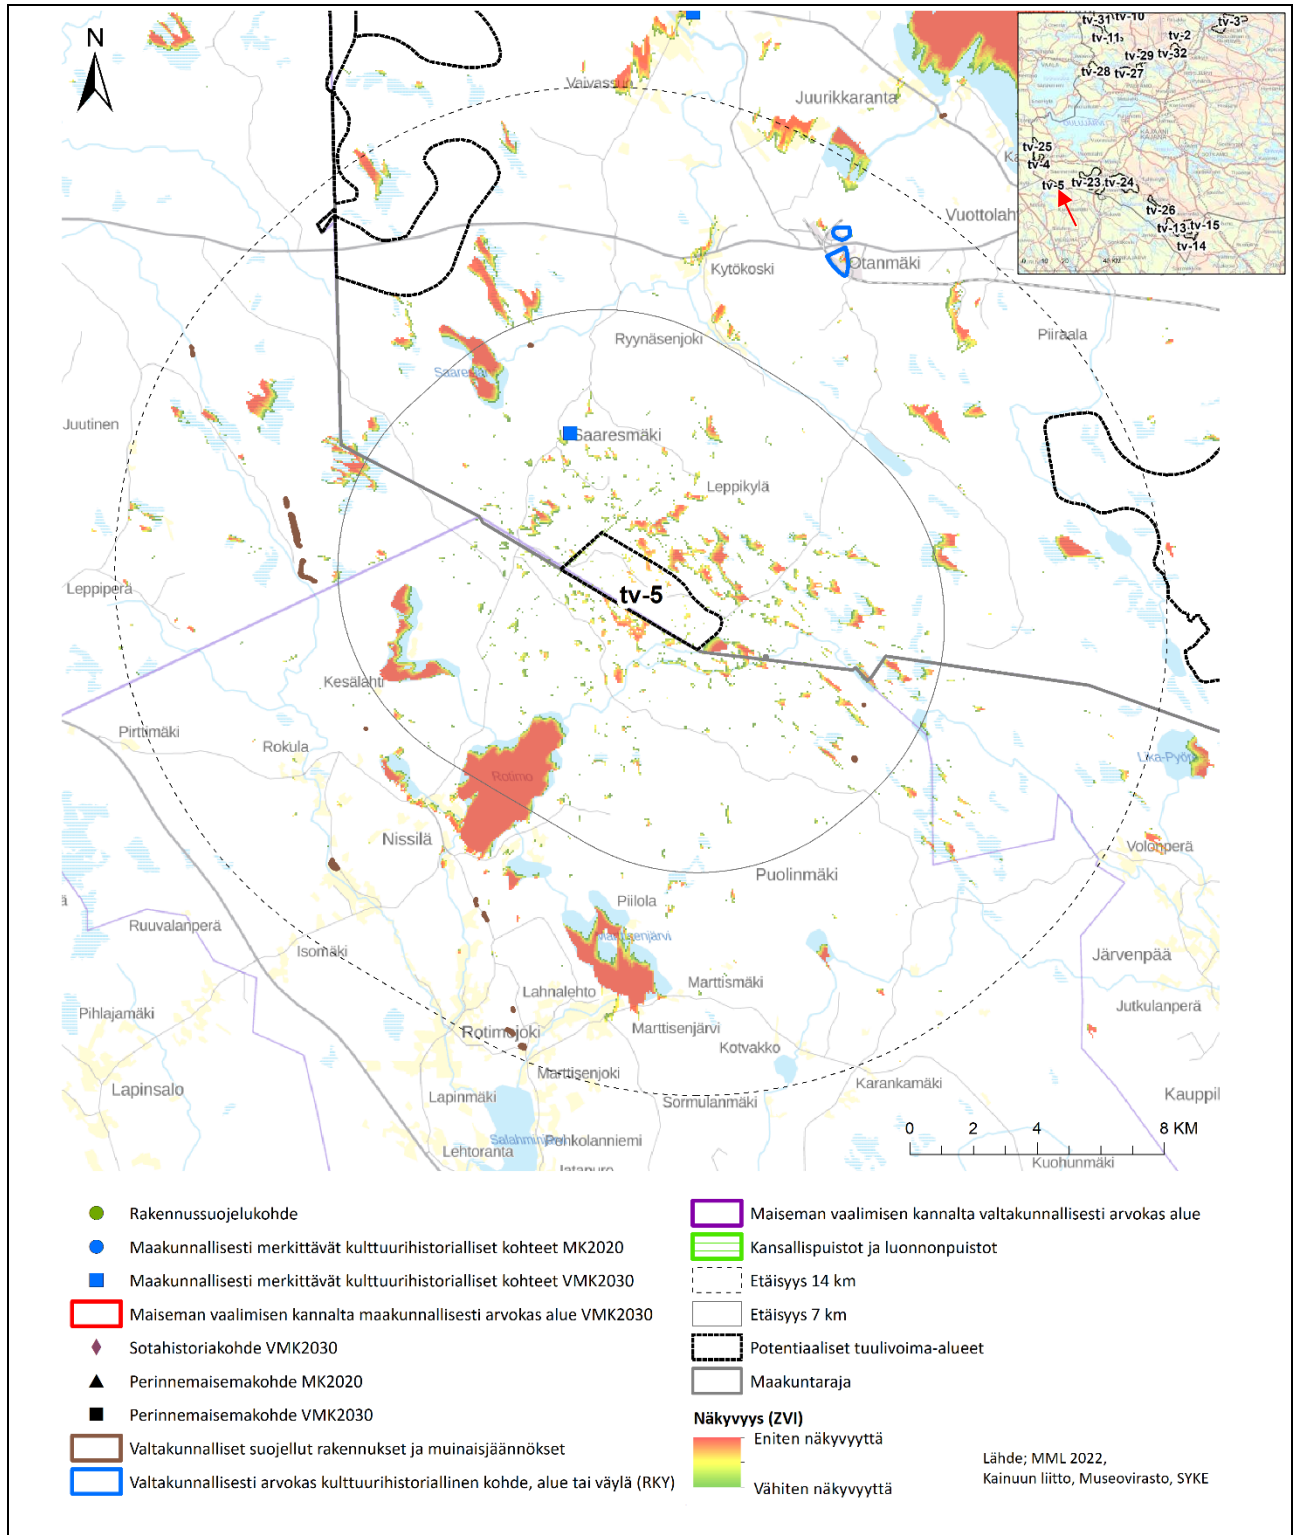 N
Vaivassuo
Juurikkaranta
Vuottolaht
Otanmäki
Kytökoski
Piiraala
Ryynäsenjoki
Juutinen
Saaresmäki
Leppikylä
Leppiperä
tv-5
Kesälahti
Pirttimäki
Rokula
Rotimo
Nissilä
Volonperä
Puolinmäki
Piilola
Ruuvalanperä
Isomäki
Järvenpää
Lahnalehto
Marttismäki
Jutkulanperä
Pihlajamäki
Rotimojoki
Marttisenjärvi
Kotvakko
Marttisenjoki
Karankamäki
Lapinsalo
Lapinmäki
Sormulanmäki
Kauppil
Pohkolanniemi
Lehtoranta
0 2 4 8 KM
Kuohunmäki
tv-31
tv-10
tv-3
tv-11
tv-2
tv-29
tv-32
tv-28
tv-27
tv-25
tv-4
tv-5
tv-23
tv-24
tv-26
tv-13
tv-15
tv-14
Rakennussuojelukohde
Maakunnallisesti merkittävät kulttuurihistorialliset kohteet MK2020
Maakunnallisesti merkittävät kulttuurihistorialliset kohteet VMK2030
Maiseman vaalimisen kannalta maakunnallisesti arvokas alue VMK2030
Sotahistoriakohde VMK2030
Perinnemaisemakohde MK2020
Perinnemaisemakohde VMK2030
Valtakunnalliset suojellut rakennukset ja muinaisjäännökset
Valtakunnallisesti arvokas kulttuurihistoriallinen kohde, alue tai väylä (RKY)
Maiseman vaalimisen kannalta valtakunnallisesti arvokas alue
Kansallispuistot ja luonnonpuistot
Etäisyys 14 km
Etäisyys 7 km
Potentiaaliset tuulivoima-alueet
Maakuntaraja
Näkyvyys (ZVI)
Eniten näkyvyyttä
Vähiten näkyvyyttä
Lähde; MML 2022,
Kainuun liitto, Museovirasto, SYKE